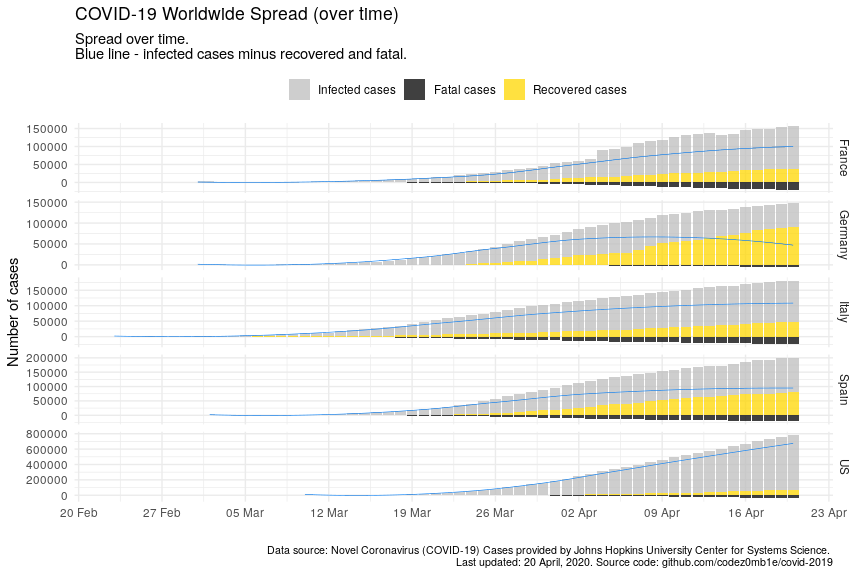 COVID-19 Worldwide Spread (over time)
Spread over time.
Blue line - infected cases minus recovered and fatal.
Infected cases Fatal cases Recovered cases
Number of cases
150000
100000
50000
0
France
150000
100000
50000
0
Germany
150000
100000
50000
0
Italy
200000
150000
100000
50000
0
Spain
800000
600000
400000
200000
0
US
20 Feb 27 Feb 05 Mar 12 Mar 19 Mar 26 Mar 02 Apr 09 Apr 16 Apr 23 Apr
Data source: Novel Coronavirus (COVID-19) Cases provided by Johns Hopkins University Center for Systems Science.
Last updated: 20 April, 2020. Source code: github.com/codez0mb1e/covid-2019